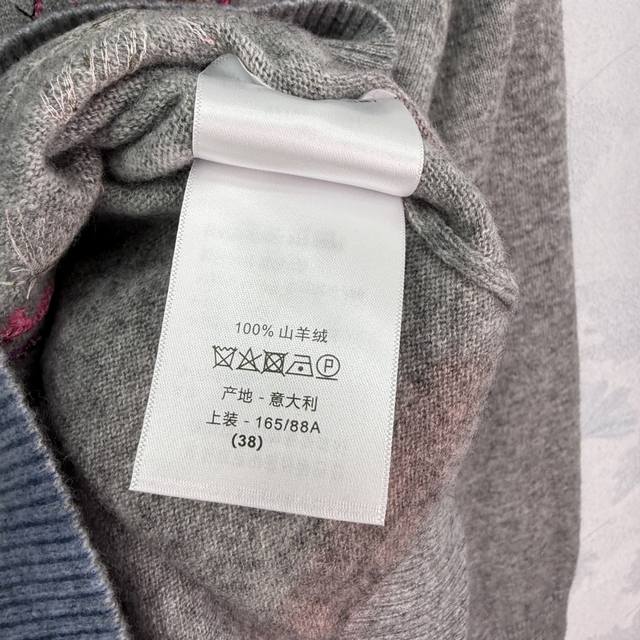 100% 山羊绒
P
产地 - 意大利
上装 - 165/88A
(38)